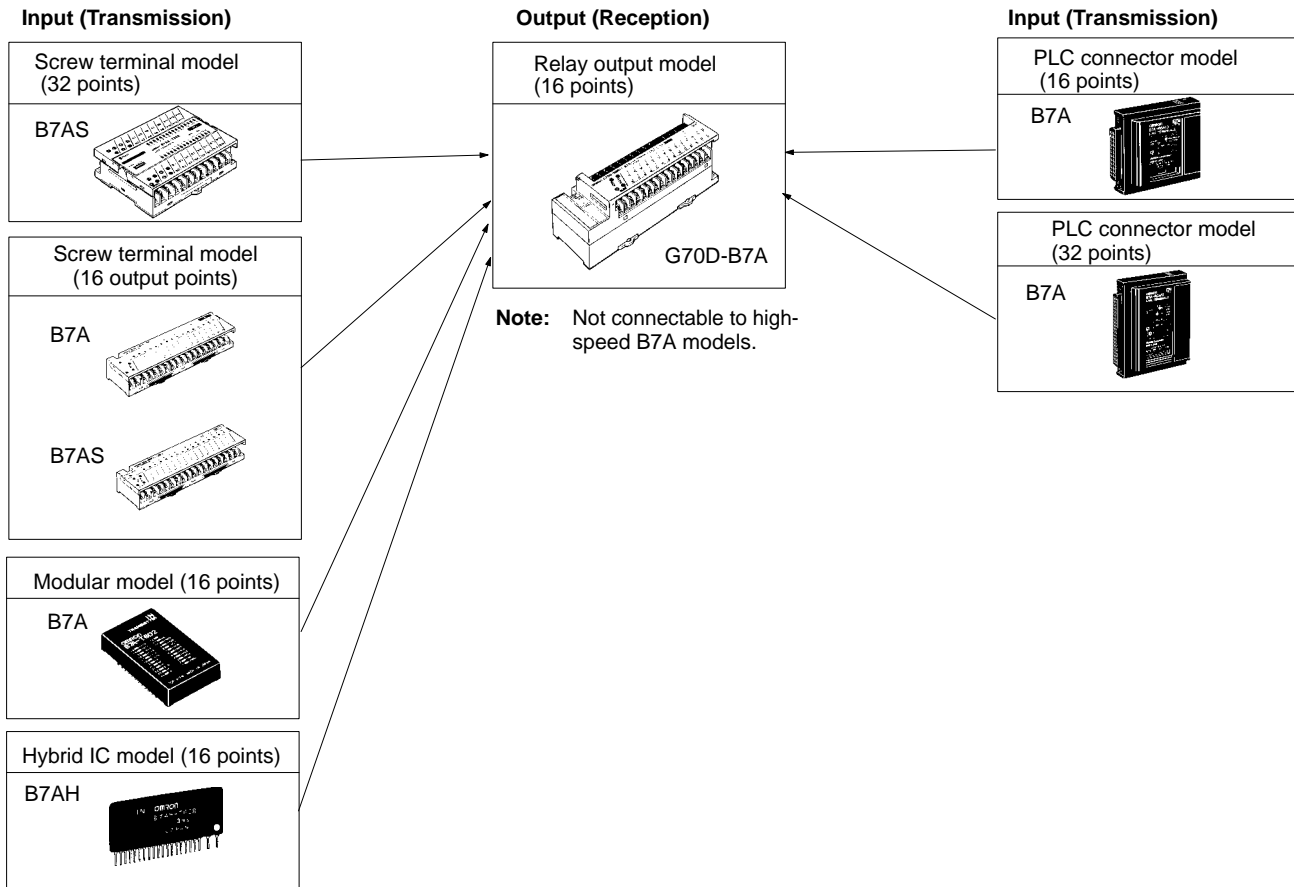 Input (Transmission)
Screw terminal model
(32 points)
B7AS
Screw terminal model
(16 output points)
B7A
B7AS
Modular model (16 points)
B7A
Hybrid IC model (16 points)
B7AH
IN OMRON
Output (Reception)
Relay output model
(16 points)
G70D-B7A
Note: Not connectable to high-
speed B7A models.
Input (Transmission)
PLC connector model
(16 points)
B7A
PLC connector model
(32 points)
B7A